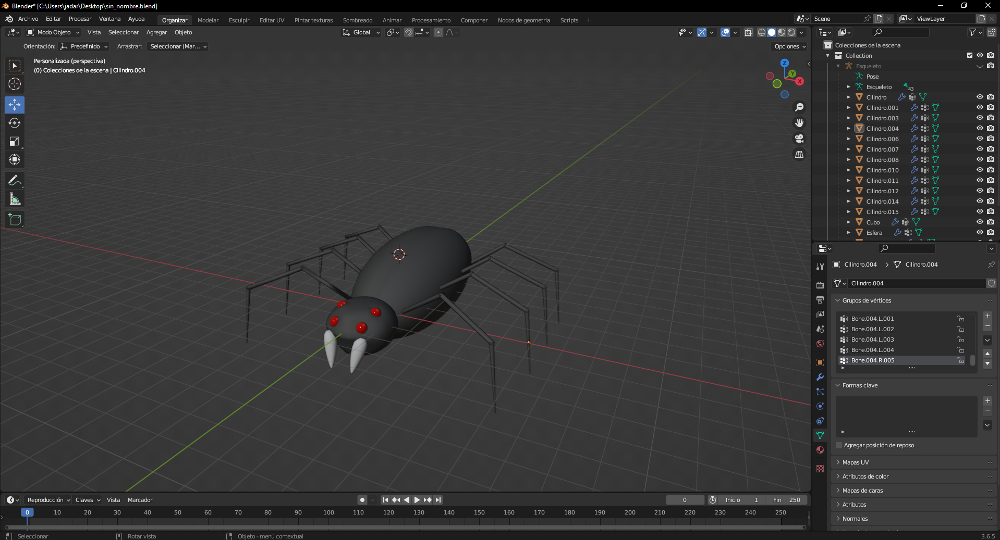 Blender* [C:\Users\jadar\Desktop\sin_nombre.blend]
Archivo Editar Procesar Ventana Ayuda Organizar Modelar Esculpir Editar UV Pintar texturas Sombreado Animar Procesamiento Componer Nodos de geometría Scripts + Scene ViewLayer
Modo Objeto Vista Seleccionar Agregar Objeto Global
Orientación: Predefinido Arrastrar: Seleccionar (Mar... Opciones
Personalizada (perspectiva)
(0) Colecciones de la escena | Cilindro.004
Z
Y
X
Colecciones de la escena
Collection
Esqueleto
Pose
Esqueleto 43
Cilindro
Cilindro.001
Cilindro.003
Cilindro.004
Cilindro.006
Cilindro.007
Cilindro.008
Cilindro.010
Cilindro.011
Cilindro.012
Cilindro.014
Cilindro.015
Cubo
Esfera
Cilindro.004 > Cilindro.004
Cilindro.004
Grupos de vértices
Bone.004.L.001
Bone.004.L.002
Bone.004.L.003
Bone.004.L.004
Bone.004.R.005
Formas clave
Agregar posición de reposo
Mapas UV
Atributos de color
Mapas de caras
Atributos
Normales
Reproducción Claves Vista Marcador 0 Inicio 1 Fin 250
0 10 20 30 40 50 60 70 80 90 100 110 120 130 140 150 160 170 180 190 200 210 220 230 240 250
Seleccionar Rotar vista Objeto - menú contextual 3.6.5